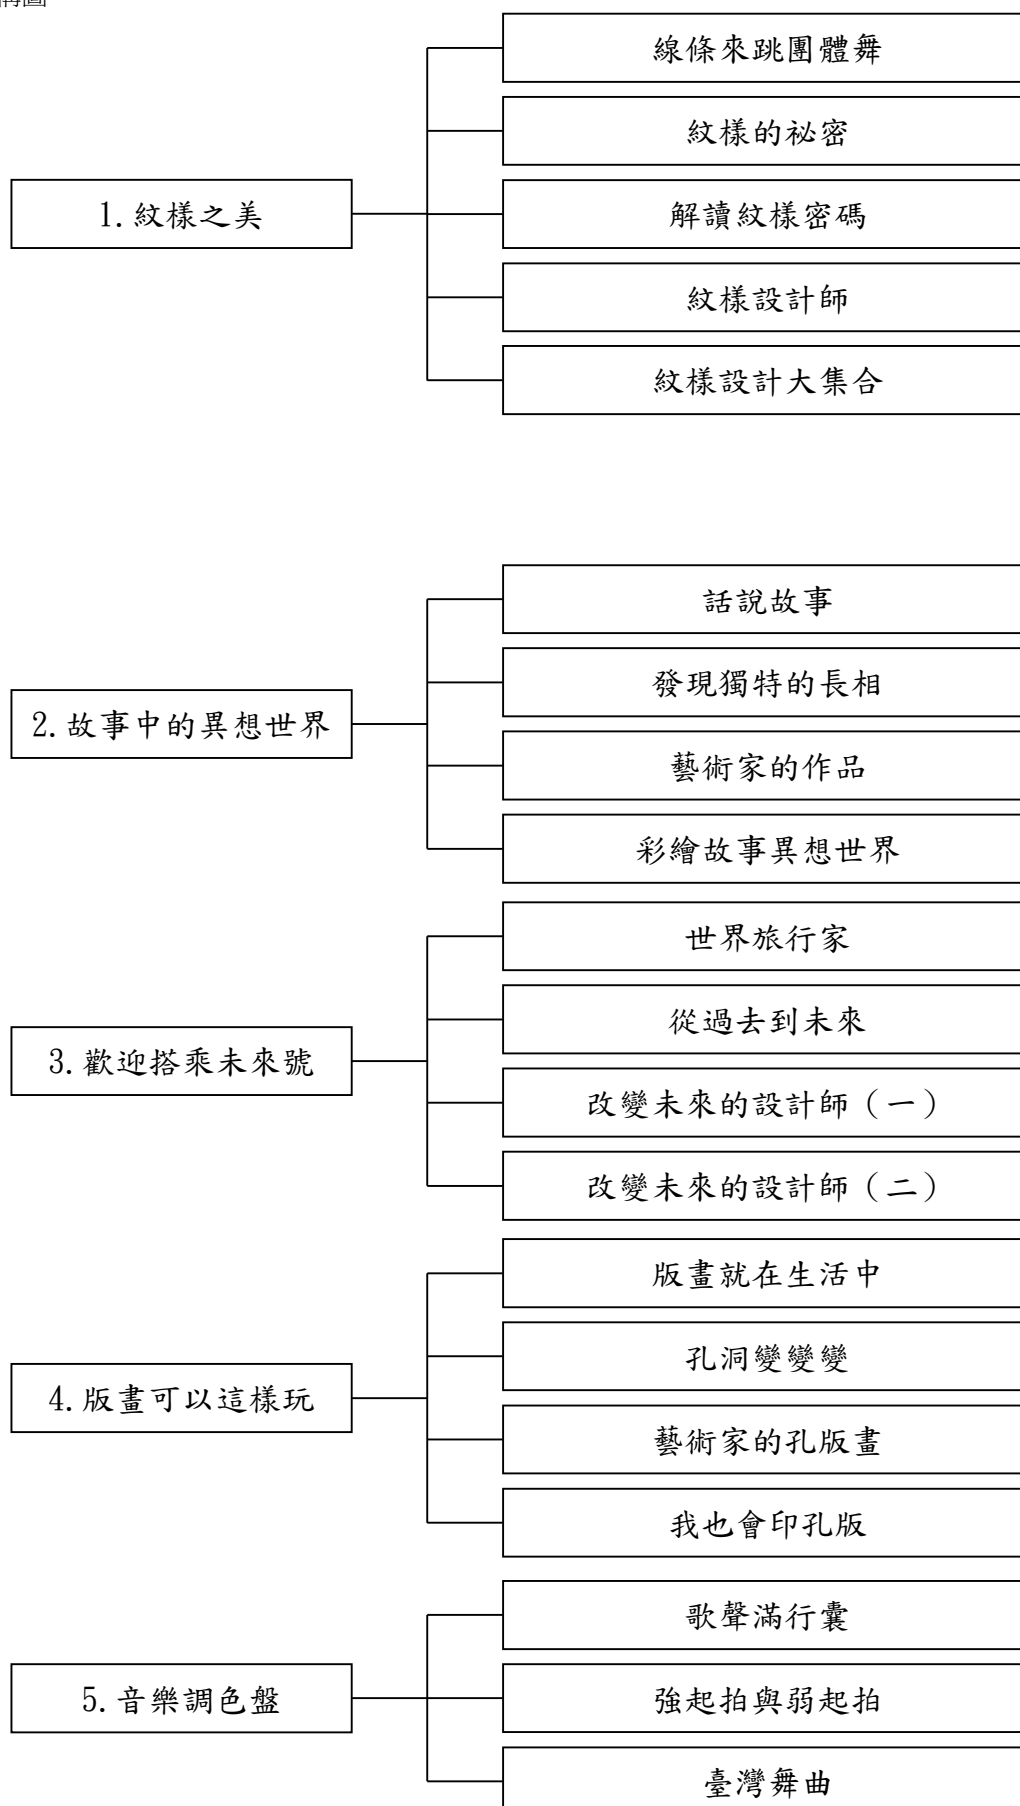 構圖
1.紋樣之美
線條來跳團體舞
紋樣的祕密
解讀紋樣密碼
紋樣設計師
紋樣設計大集合
2.故事中的異想世界
話說故事
發現獨特的長相
藝術家的作品
彩繪故事異想世界
3.歡迎搭乘未來號
世界旅行家
從過去到未來
改變未來的設計師（一）
改變未來的設計師（二）
4.版畫可以這樣玩
版畫就在生活中
孔洞變變變
藝術家的孔版畫
我也會印孔版
5.音樂調色盤
歌聲滿行囊
強起拍與弱起拍
臺灣舞曲